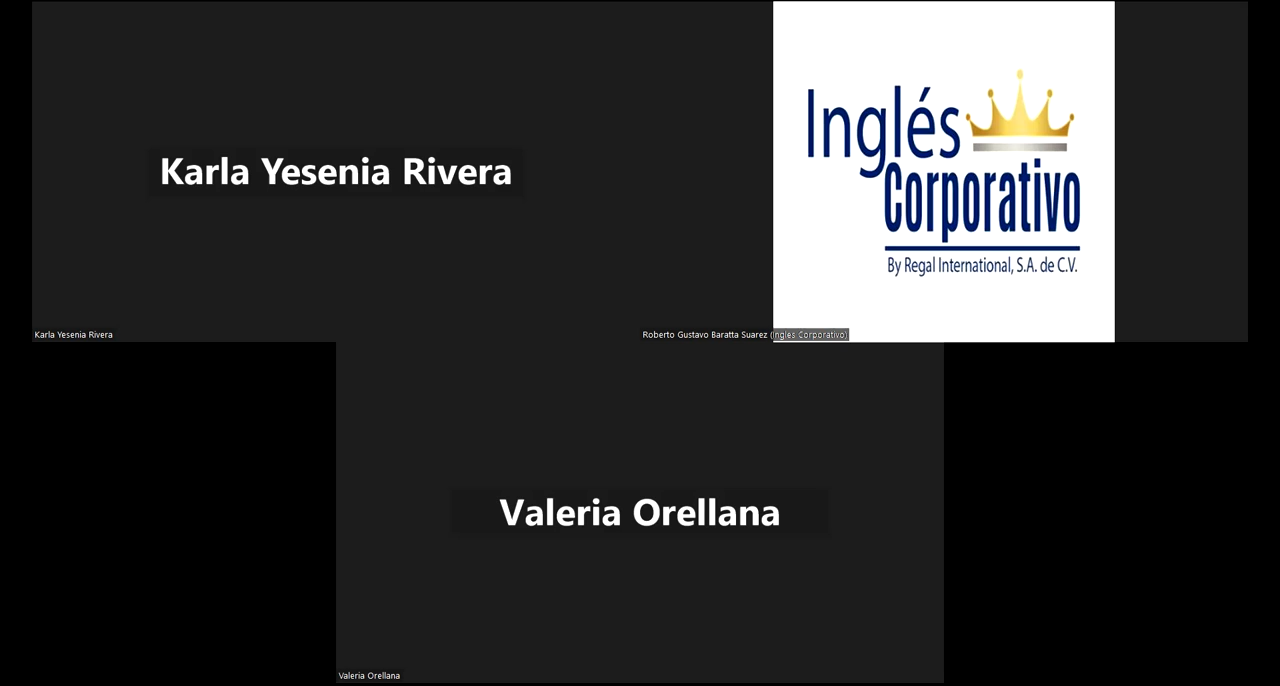 Karla Yesenia Rivera
Inglés
Corporativo
By Regal International, S.A. de C.V.
Karla Yesenia Rivera
Roberto Gustavo Baratta Suarez (Ingles Corporativo)
Valeria Orellana
Valeria Orellana